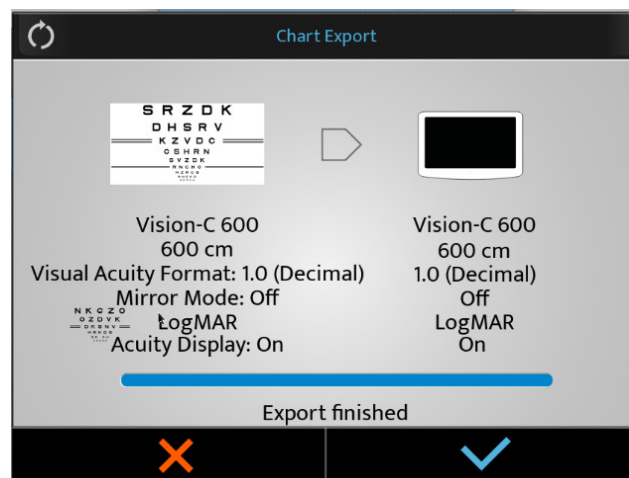 Chart Export
S R Z D K
D H S R V
K Z V D C
C S H R N
S V Z D K
Vision-C 600
600 cm
Visual Acuity Format: 1.0 (Decimal)
Mirror Mode: Off
LogMAR
Acuity Display: On
Vision-C 600
600 cm
1.0 (Decimal)
Off
LogMAR
On
N K C Z O
O Z D V K
D K S N V
Export finished